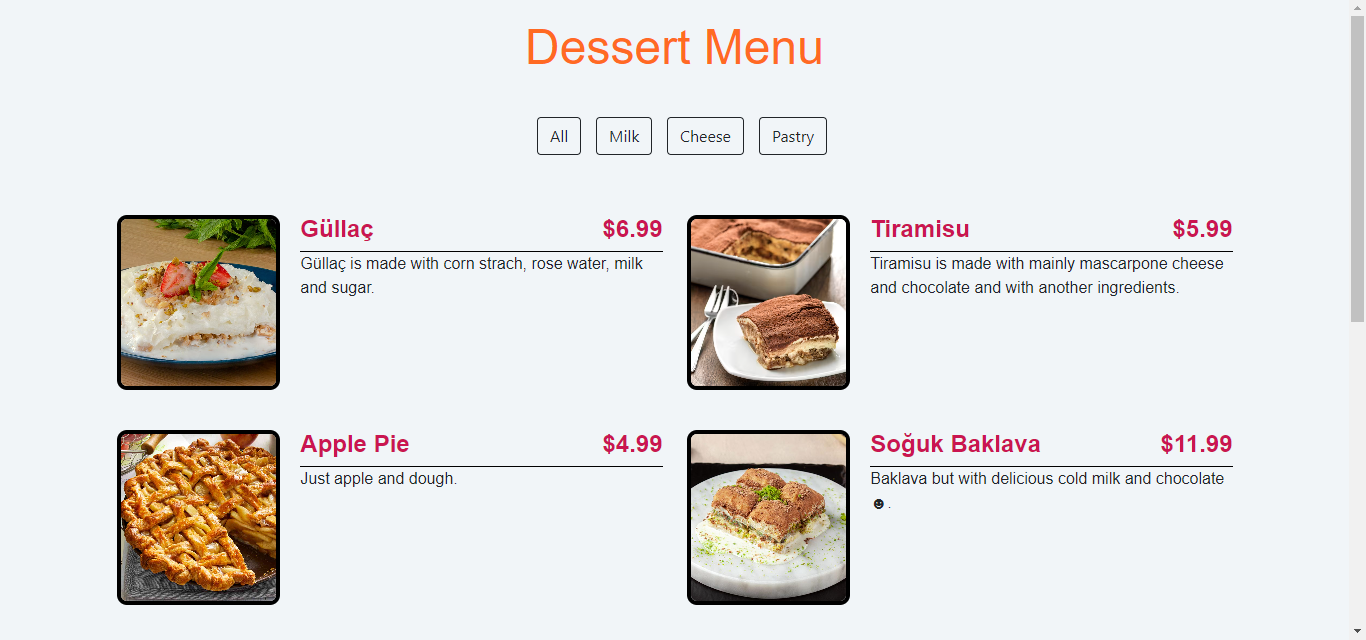 Dessert Menu
All
Milk
Cheese
Pastry
Güllaç $6.99
Güllaç is made with corn strach, rose water, milk
and sugar.
Tiramisu $5.99
Tiramisu is made with mainly mascarpone cheese
and chocolate and with another ingredients.
Apple Pie $4.99
Just apple and dough.
Soğuk Baklava $11.99
Baklava but with delicious cold milk and chocolate
☻.